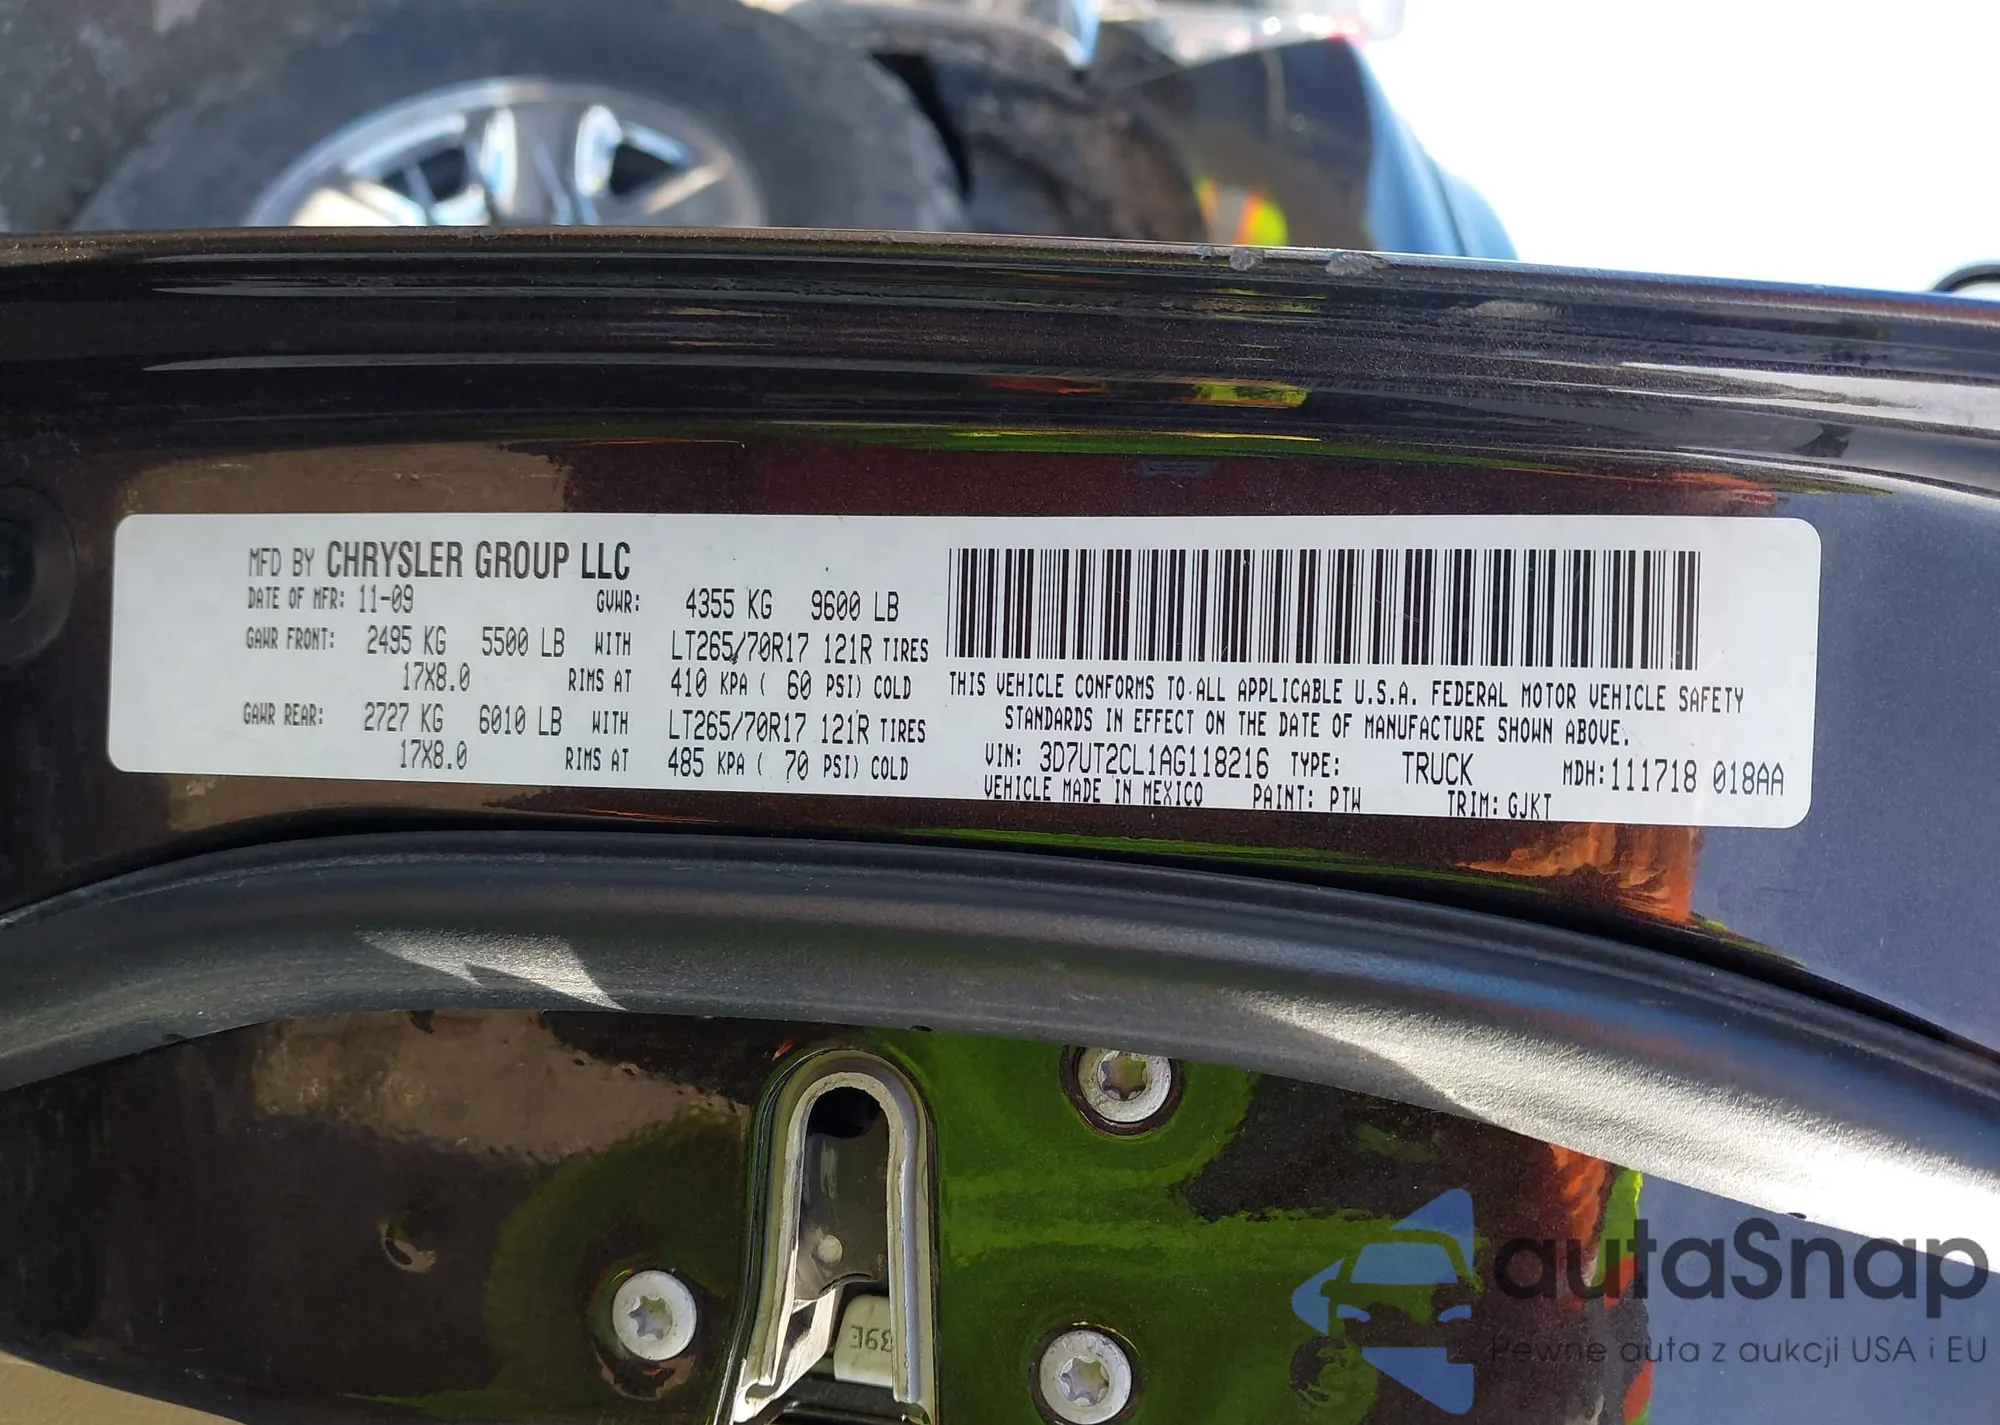 MFD BY CHRYSLER GROUP LLC
DATE OF MFR: 11-09 GVWR: 4355 KG 9600 LB
GAWR FRONT: 2495 KG 5500 LB WITH LT265/70R17 121R TIRES
17X8.0 RIMS AT 410 KPA ( 60 PSI) COLD
GAWR REAR: 2727 KG 6010 LB WITH LT265/70R17 121R TIRES
17X8.0 RIMS AT 485 KPA ( 70 PSI) COLD
THIS VEHICLE CONFORMS TO ALL APPLICABLE U.S.A. FEDERAL MOTOR VEHICLE SAFETY
STANDARDS IN EFFECT ON THE DATE OF MANUFACTURE SHOWN ABOVE.
VIN: 3D7UT2CL1AG118216 TYPE: TRUCK MDH: 111718 018AA
VEHICLE MADE IN MEXICO PAINT: PTW TRIM: GJKT
39E
autaSnap
Pewne auta z aukcji USA i EU